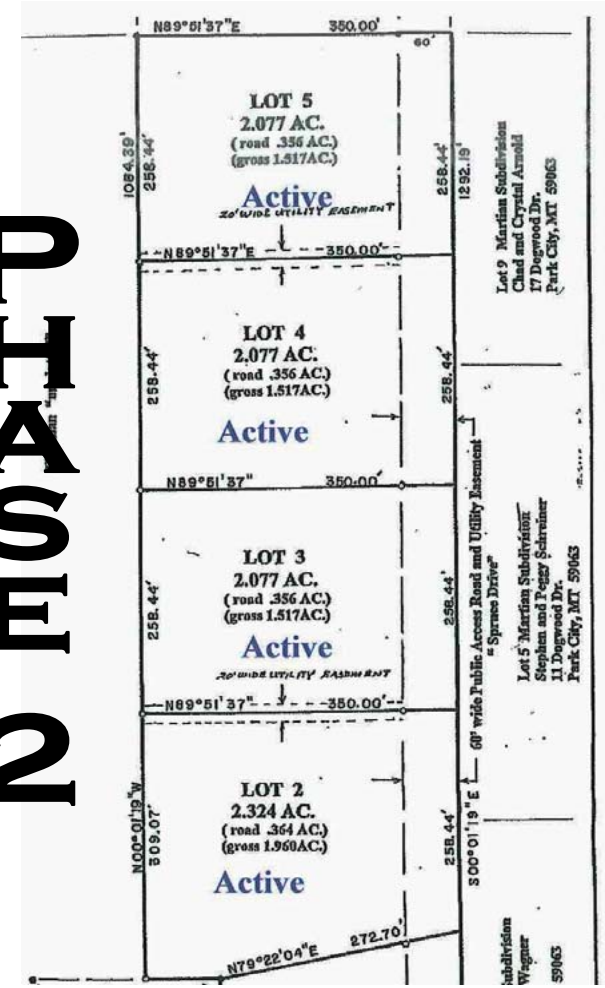 PHASE 2
N89°51'37"E 350.00'
60'
LOT 5
2.077 AC.
( road .356 AC.)
(gross 1.517AC.)
Active
20' WIDE UTILITY EASEMENT
1084.39'
258.44'
258.44'
1292.19'
N89°51'37"E 350.00'
LOT 4
2.077 AC.
( road .356 AC.)
(gross 1.517AC.)
Active
258.44'
258.44'
N89°51'37" 350.00'
LOT 3
2.077 AC.
( road .356 AC.)
(gross 1.517AC.)
Active
20' WIDE UTILITY EASEMENT
258.44'
258.44'
N89°51'37" 350.00'
LOT 2
2.324 AC.
( road .364 AC.)
(gross 1.960AC.)
Active
N00°01'19"W
309.07'
258.44'
S00°01'19"E
N79°22'04"E 272.70'
60' wide Public Access Road and Utility Easement
"Spruce Drive"
Lot 9 Martian Subdivision
Chad and Crystal Arnold
17 Dogwood Dr.
Park City, MT 59063
Lot 5 Martian Subdivision
Stephen and Peggy Schreiner
11 Dogwood Dr.
Park City, MT 59063
ubdivision
Wagner
59063